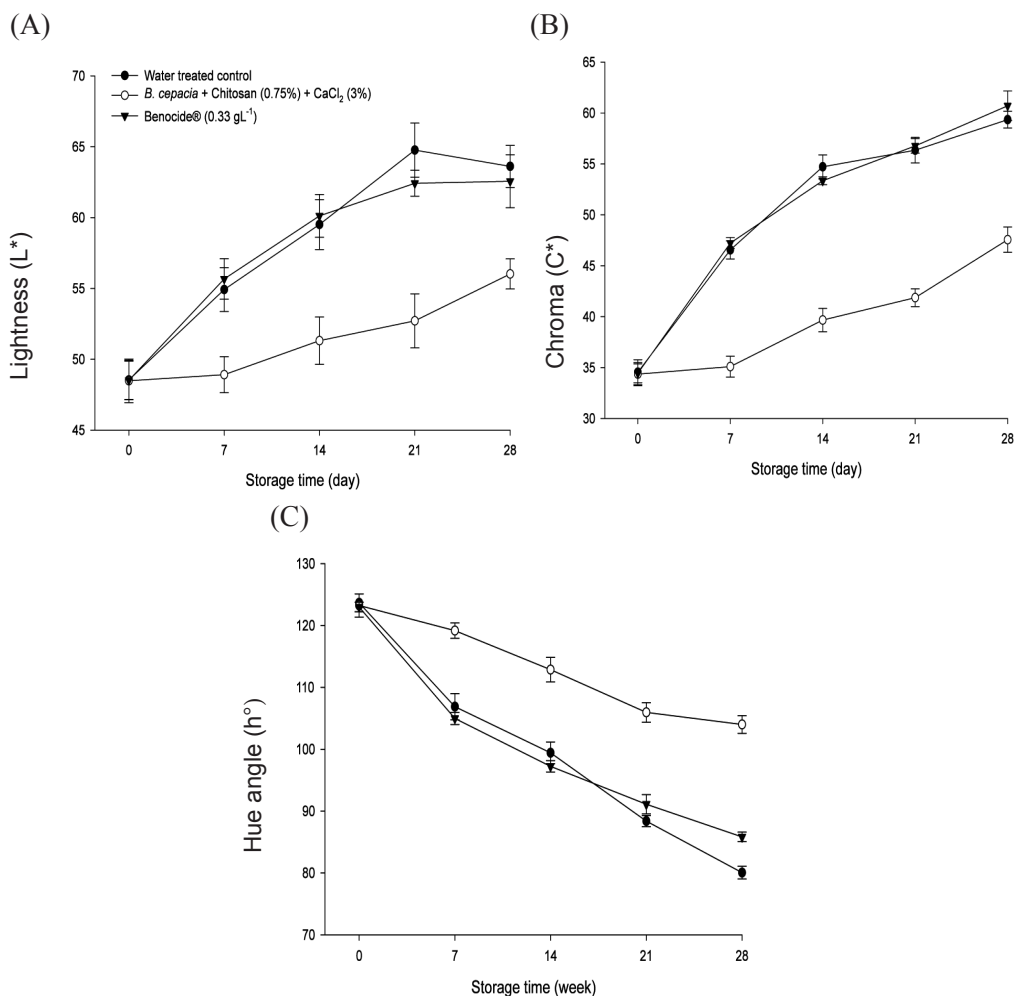 (A)
Lightness (L*)
70
65
60
55
50
45
Water treated control
B. cepacia + Chitosan (0.75%) + CaCl₂ (3%)
Benocide® (0.33 gL⁻¹)
0 7 14 21 28
Storage time (day)
(B)
Chroma (C*)
65
60
55
50
45
40
35
30
0 7 14 21 28
Storage time (day)
(C)
Hue angle (h°)
130
120
110
100
90
80
70
0 7 14 21 28
Storage time (week)